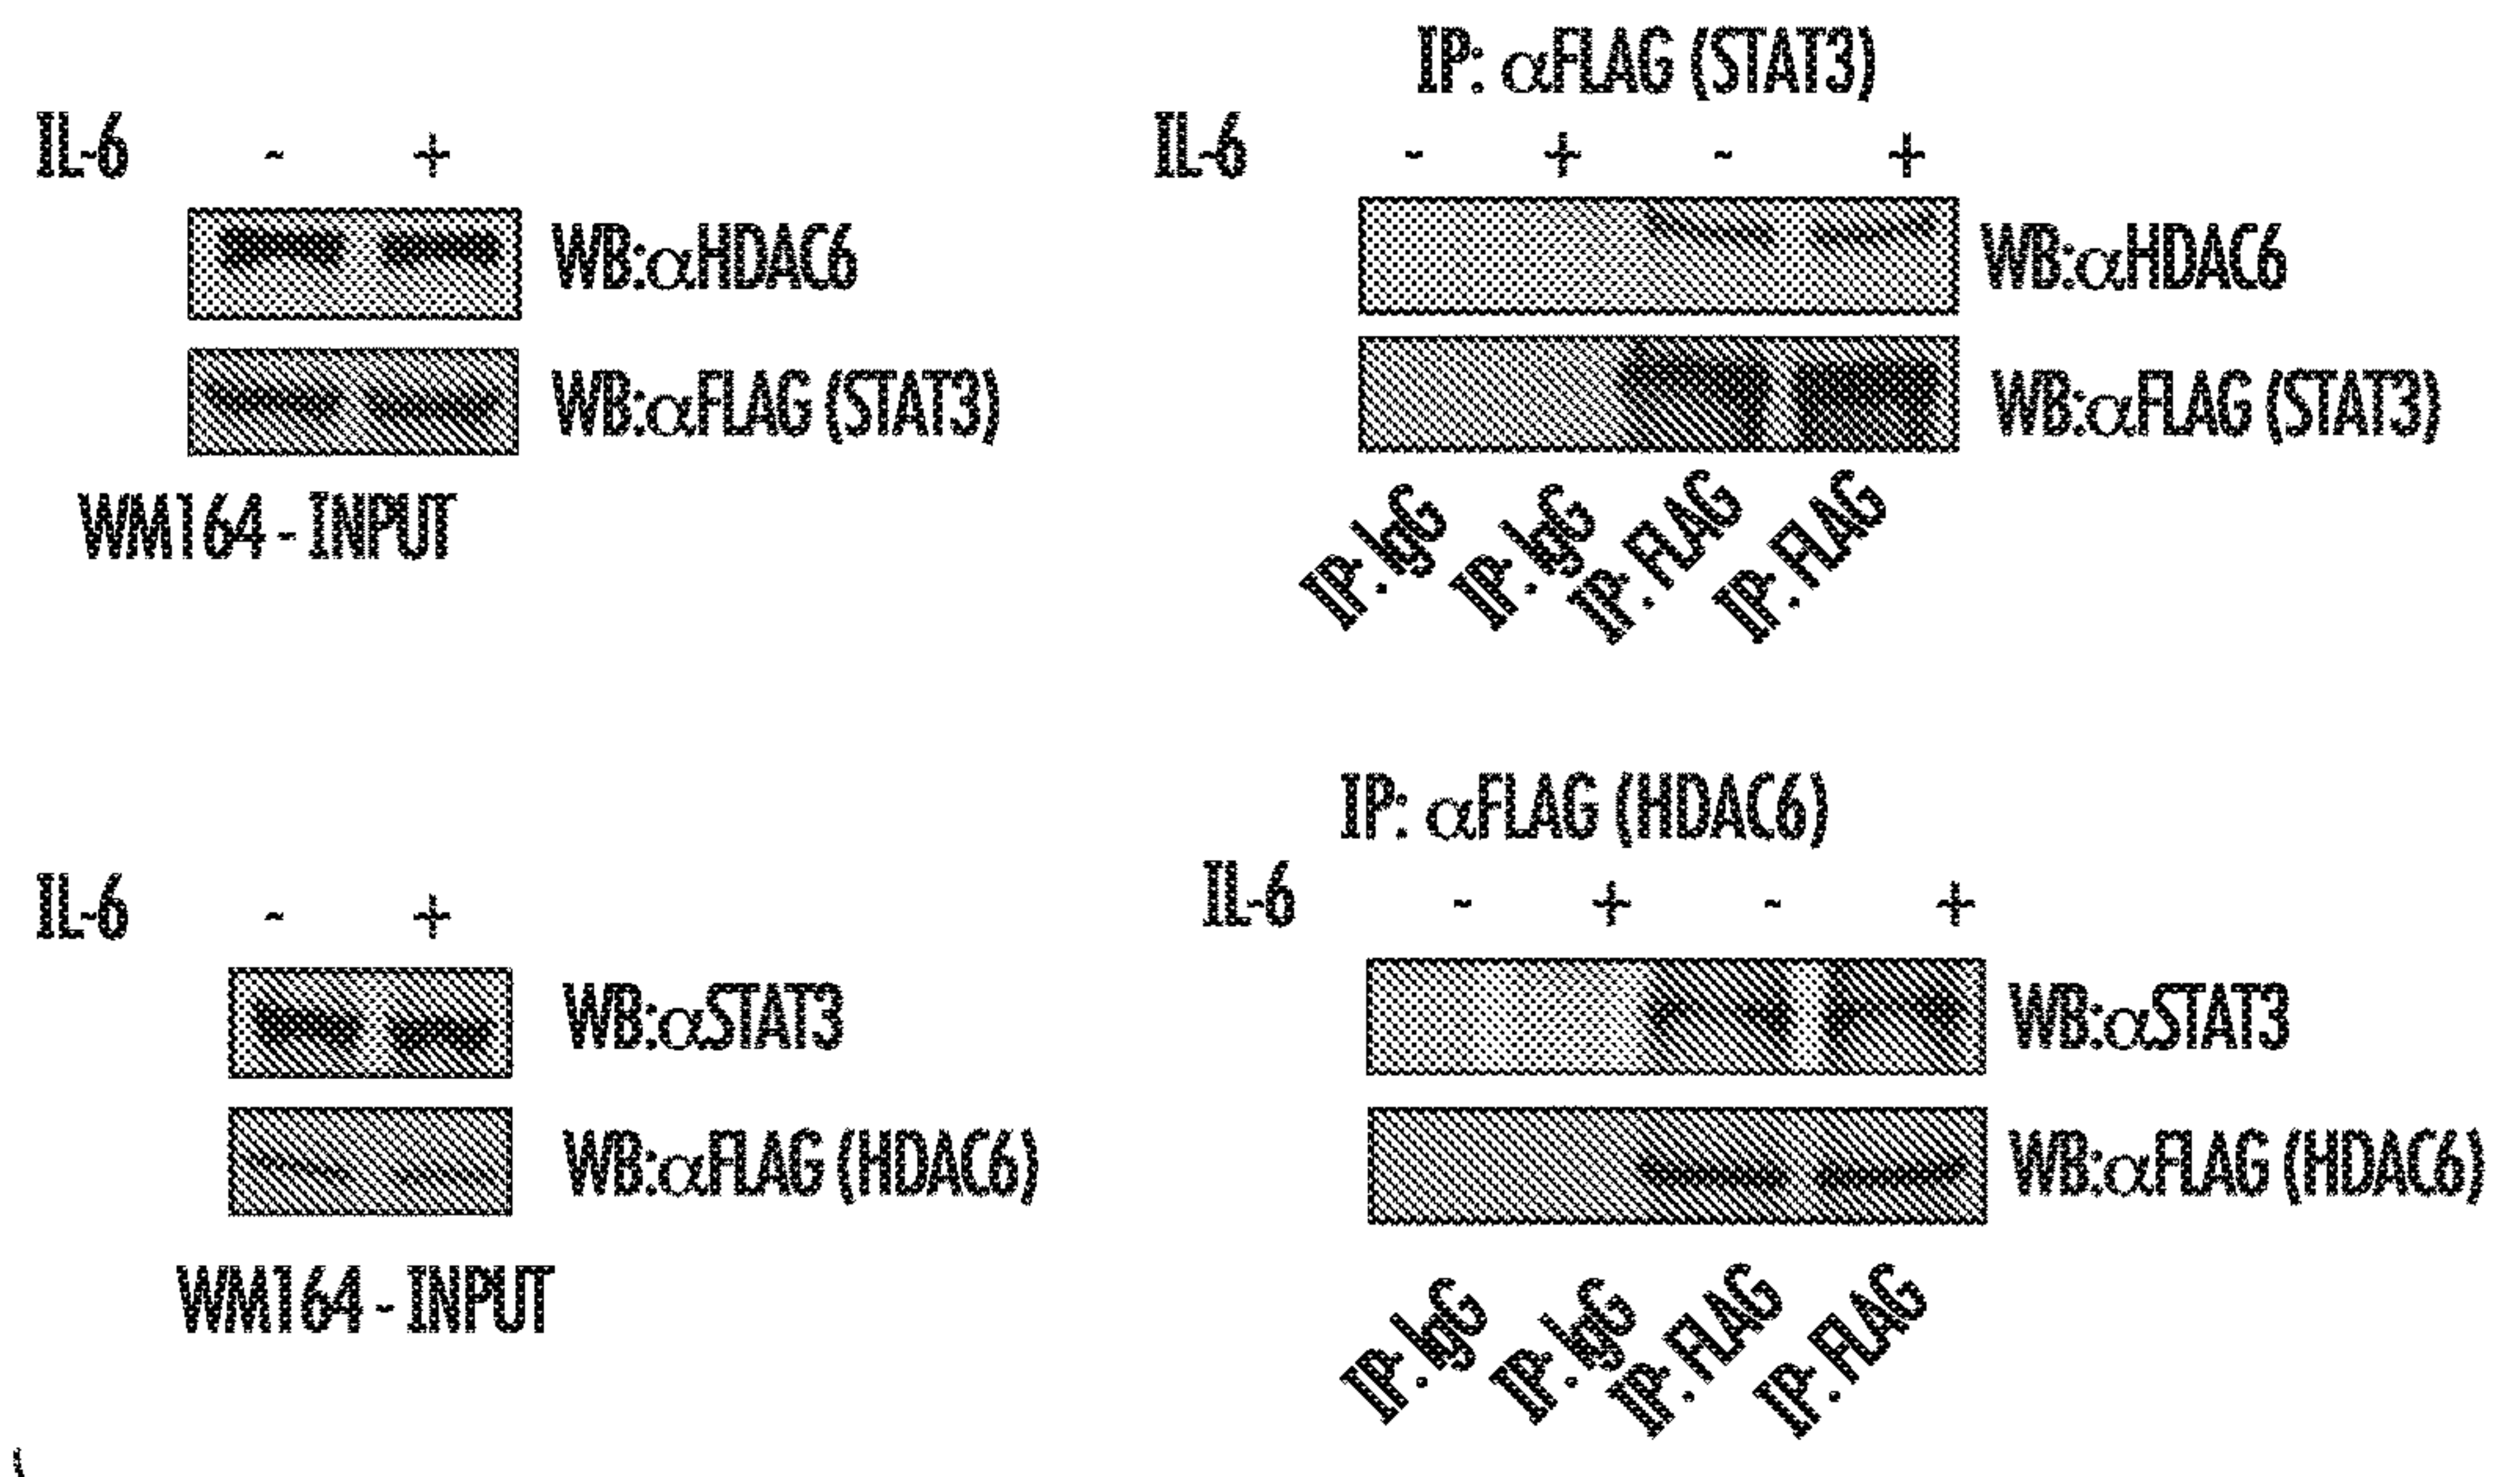 IL-6 - +
WB:αHDAC6
WB:αFLAG (STAT3)
WM164 - INPUT
IP: αFLAG (STAT3)
IL-6 - + - +
WB:αHDAC6
WB:αFLAG (STAT3)
IP: IgG
IP: IgG
IP: FLAG
IP: FLAG
IL-6 - +
WB:αSTAT3
WB:αFLAG (HDAC6)
WM164 - INPUT
IP: αFLAG (HDAC6)
IL-6 - + - +
WB:αSTAT3
WB:αFLAG (HDAC6)
IP: IgG
IP: IgG
IP: FLAG
IP: FLAG